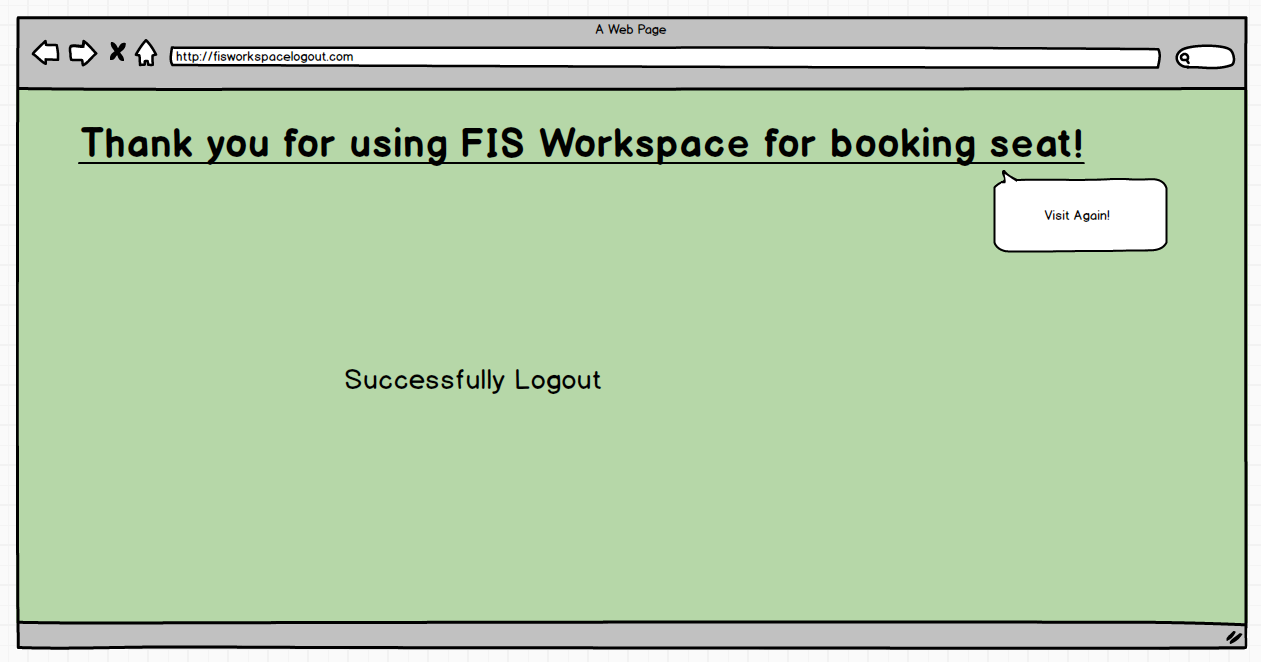 A Web Page
http://fisworkspacelogout.com
Thank you for using FIS Workspace for booking seat!
Visit Again!
Successfully Logout